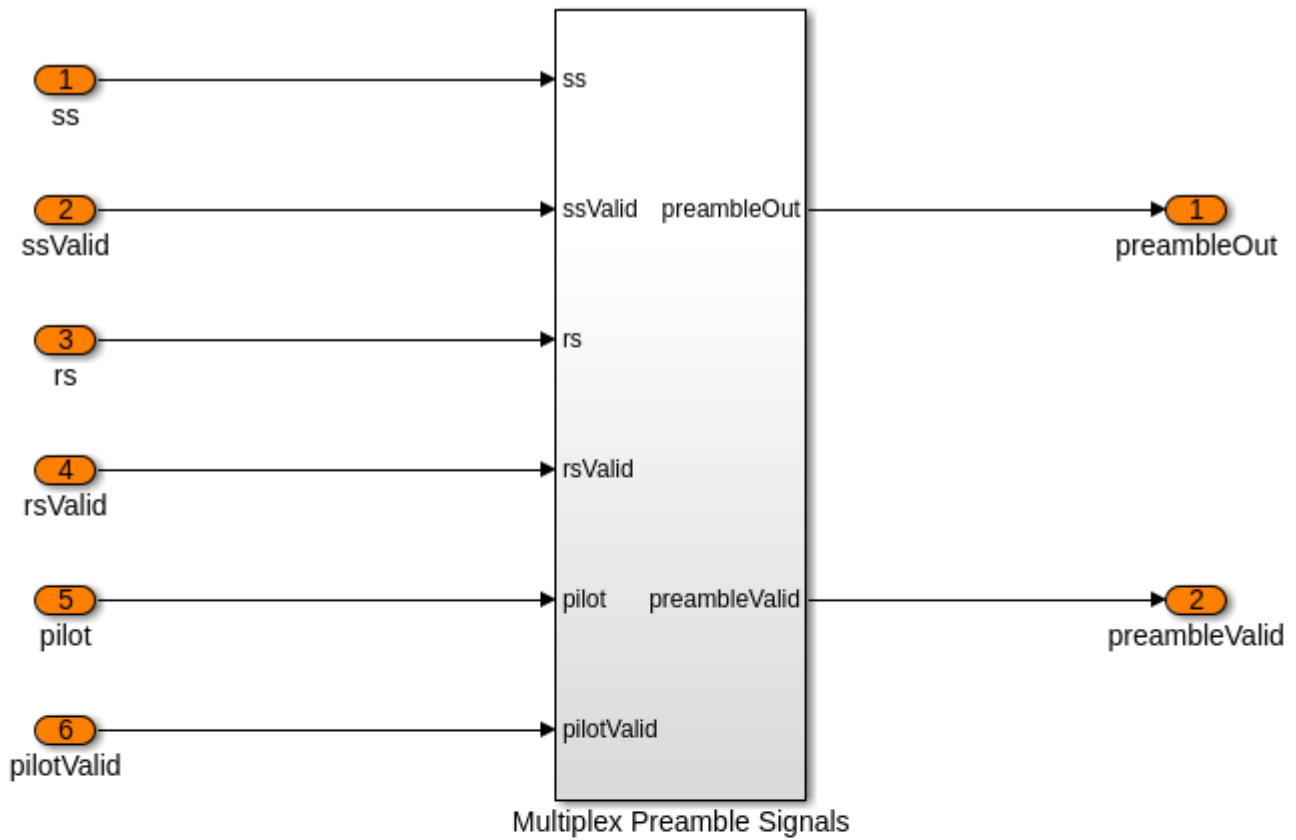 1
ss
ss
2
ssValid
ssValid
preambleOut
1
preambleOut
3
rs
rs
4
rsValid
rsValid
5
pilot
pilot
preambleValid
2
preambleValid
6
pilotValid
pilotValid
Multiplex Preamble Signals